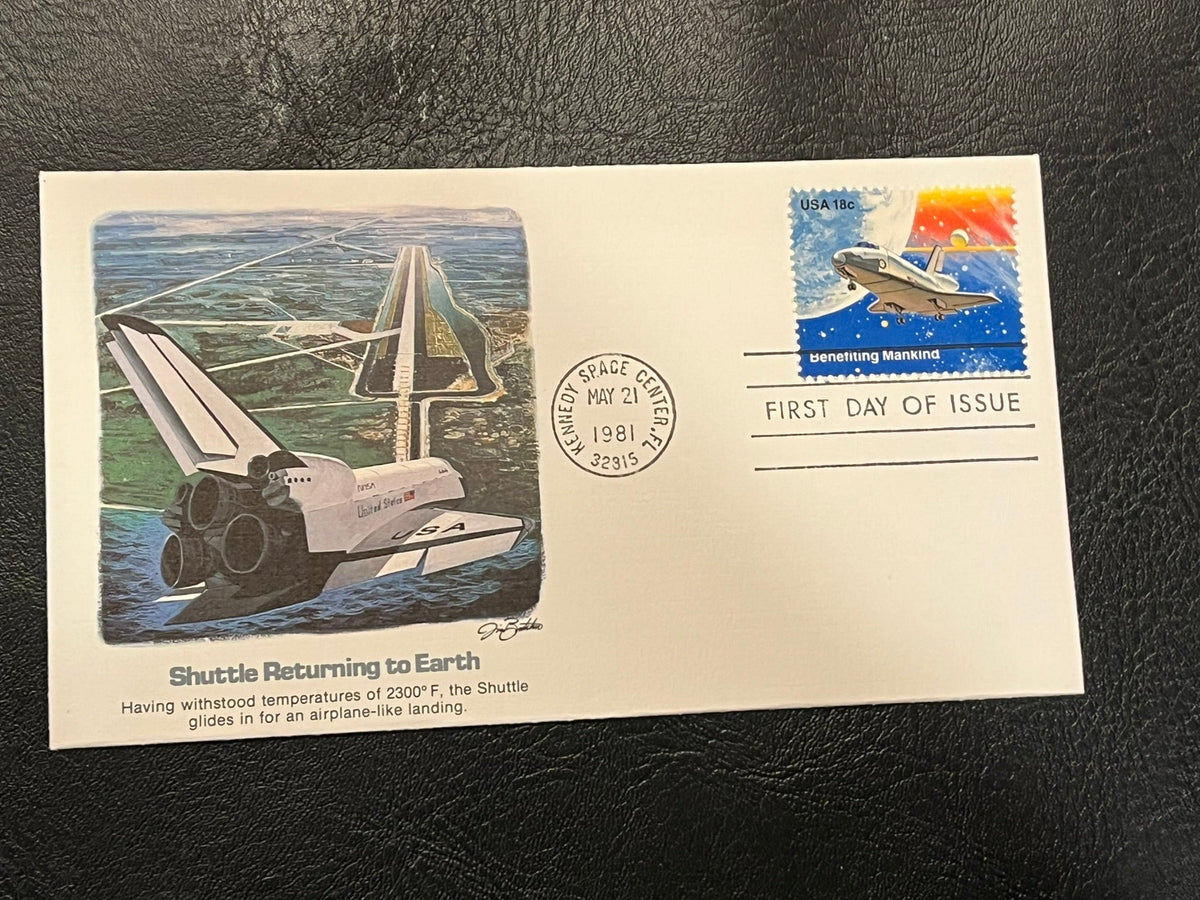 USA 18c
Benefiting Mankind
KENNEDY SPACE CENTER, FL
MAY 21
1981
32815
FIRST DAY OF ISSUE
NASA
United States
USA
Shuttle Returning to Earth
Having withstood temperatures of 2300° F, the Shuttle
glides in for an airplane-like landing.